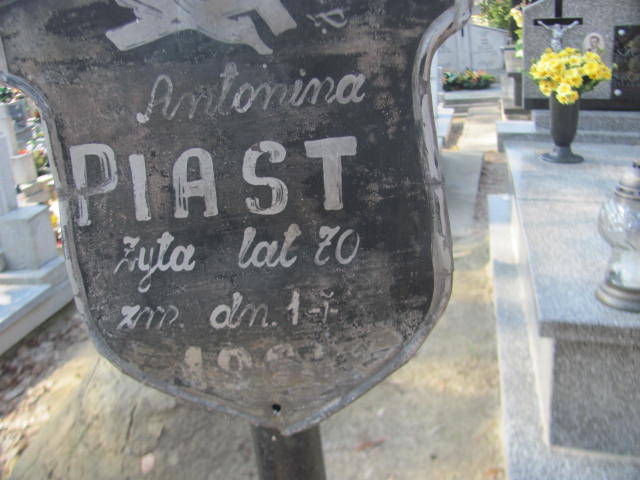 Antonina
PIAST
żyła lat 70
zm. dn. 1-I